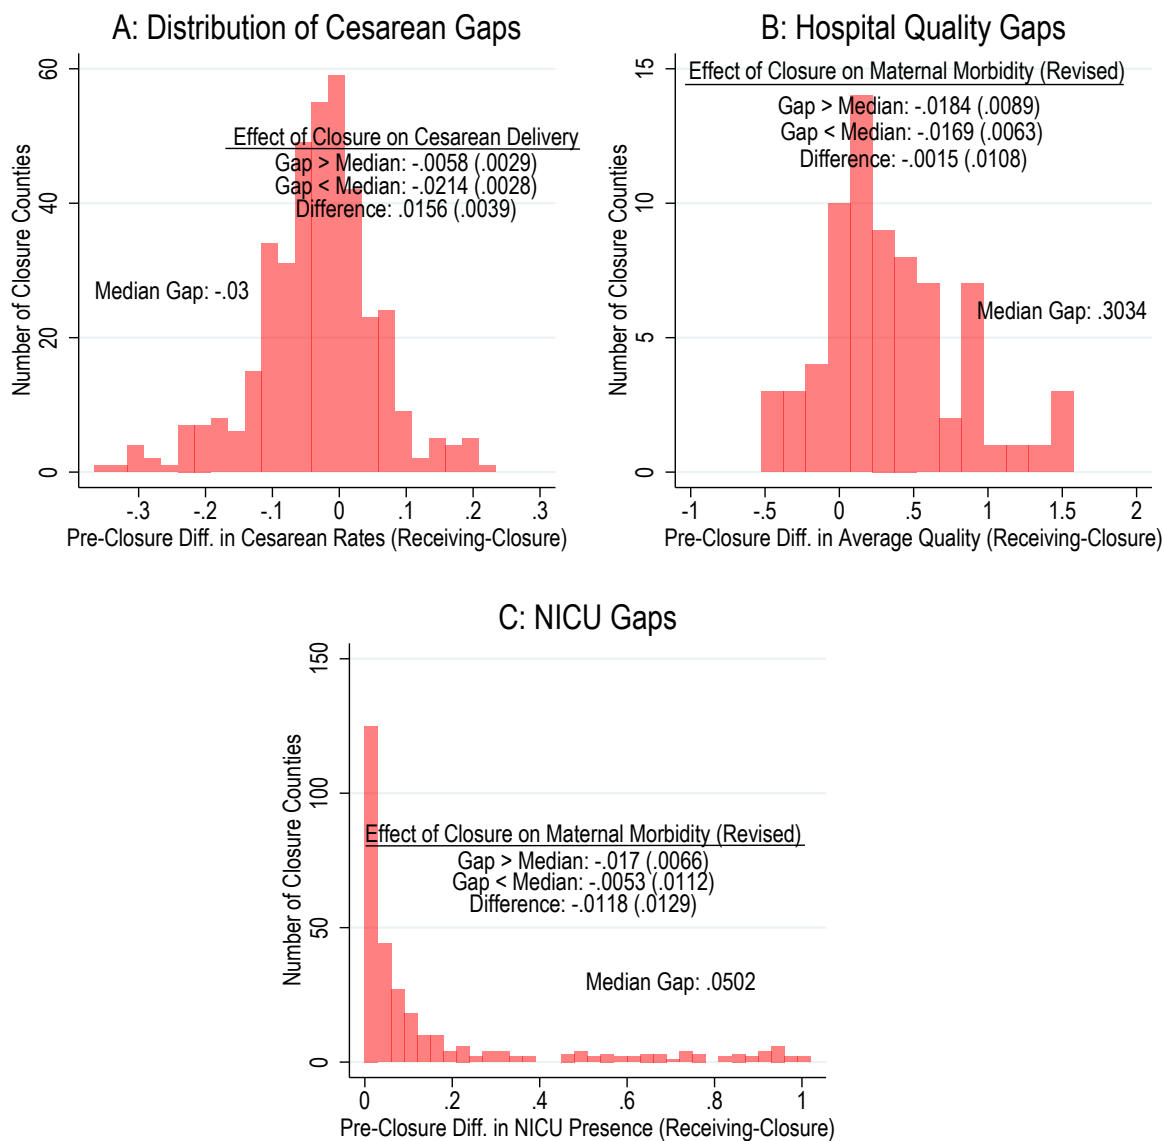 A: Distribution of Cesarean Gaps
Number of Closure Counties
60
40
20
0
Effect of Closure on Cesarean Delivery
Gap > Median: -.0058 (.0029)
Gap < Median: -.0214 (.0028)
Difference: .0156 (.0039)
Median Gap: -.03
-.3 -.2 -.1 0 .1 .2 .3
Pre-Closure Diff. in Cesarean Rates (Receiving-Closure)
B: Hospital Quality Gaps
Number of Closure Counties
15
10
5
0
Effect of Closure on Maternal Morbidity (Revised)
Gap > Median: -.0184 (.0089)
Gap < Median: -.0169 (.0063)
Difference: -.0015 (.0108)
Median Gap: .3034
-1 -.5 0 .5 1 1.5 2
Pre-Closure Diff. in Average Quality (Receiving-Closure)
C: NICU Gaps
Number of Closure Counties
150
100
50
0
Effect of Closure on Maternal Morbidity (Revised)
Gap > Median: -.017 (.0066)
Gap < Median: -.0053 (.0112)
Difference: -.0118 (.0129)
Median Gap: .0502
0 .2 .4 .6 .8 1
Pre-Closure Diff. in NICU Presence (Receiving-Closure)